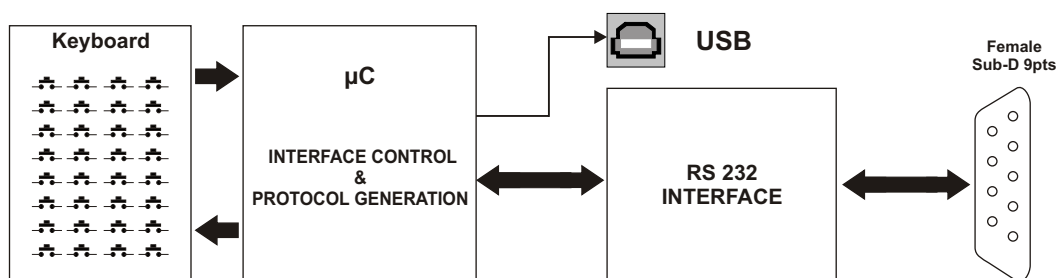 Keyboard
µC
INTERFACE CONTROL
&
PROTOCOL GENERATION
USB
RS 232
INTERFACE
Female
Sub-D 9pts